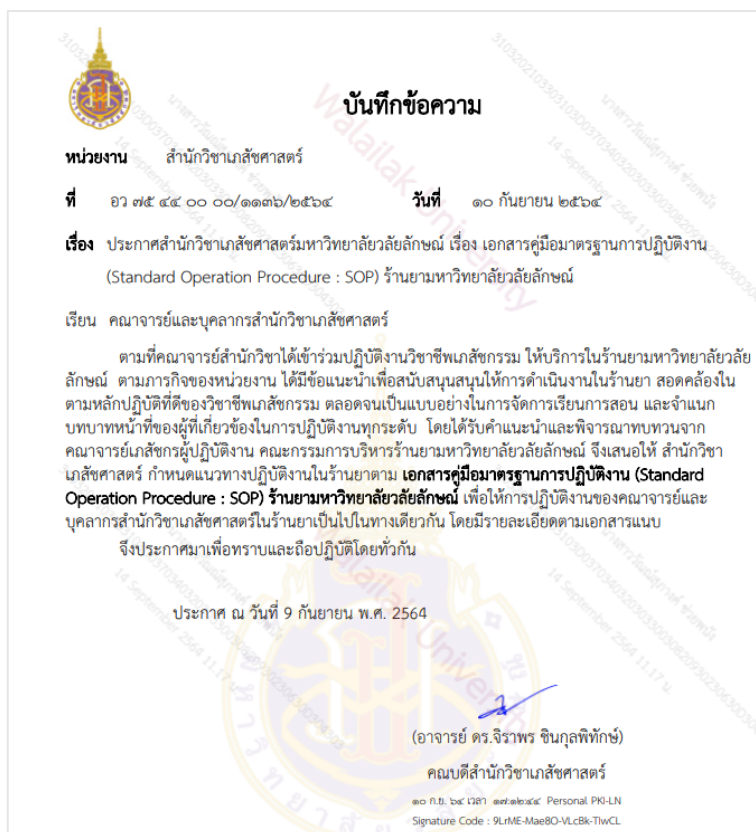 บันทึกข้อความ
หน่วยงาน สำนักวิชาเภสัชศาสตร์
ที่ อว ๗๕ ๔๔ ๐๐ ๐๐/๑๑๓๖/๒๕๖๔ วันที่ ๑๐ กันยายน ๒๕๖๔
เรื่อง ประกาศสำนักวิชาเภสัชศาสตร์มหาวิทยาลัยวลัยลักษณ์ เรื่อง เอกสารคู่มือมาตรฐานการปฏิบัติงาน
(Standard Operation Procedure : SOP) ร้านยามหาวิทยาลัยวลัยลักษณ์
เรียน คณาจารย์และบุคลากรสำนักวิชาเภสัชศาสตร์
ตามที่คณาจารย์สำนักวิชาได้เข้าร่วมปฏิบัติงานวิชาชีพเภสัชกรรม ให้บริการในร้านยามหาวิทยาลัยวลัย
ลักษณ์ ตามภารกิจของหน่วยงาน ได้มีข้อแนะนำเพื่อสนับสนุนสนุนให้การดำเนินงานในร้านยา สอดคล้องใน
ตามหลักปฏิบัติที่ดีของวิชาชีพเภสัชกรรม ตลอดจนเป็นแบบอย่างในการจัดการเรียนการสอน และจำแนก
บทบาทหน้าที่ของผู้ที่เกี่ยวข้องในการปฏิบัติงานทุกระดับ โดยได้รับคำแนะนำและพิจารณาทบทวนจาก
คณาจารย์เภสัชกรผู้ปฏิบัติงาน คณะกรรมการบริหารร้านยามหาวิทยาลัยวลัยลักษณ์ จึงเสนอให้ สำนักวิชา
เภสัชศาสตร์ กำหนดแนวทางปฏิบัติงานในร้านยาตาม เอกสารคู่มือมาตรฐานการปฏิบัติงาน (Standard
Operation Procedure : SOP) ร้านยามหาวิทยาลัยวลัยลักษณ์ เพื่อให้การปฏิบัติงานของคณาจารย์และ
บุคลากรสำนักวิชาเภสัชศาสตร์ในร้านยาเป็นไปในทางเดียวกัน โดยมีรายละเอียดตามเอกสารแนบ
จึงประกาศมาเพื่อทราบและถือปฏิบัติโดยทั่วกัน
ประกาศ ณ วันที่ 9 กันยายน พ.ศ. 2564
(อาจารย์ ดร.จิราพร ชินกุลพิทักษ์)
คณบดีสำนักวิชาเภสัชศาสตร์
๑๐ ก.ย. ๖๔ เวลา ๑๗:๑๒:๔๔ Personal PKI-LN
Signature Code : 9LrME-Mae8O-VLcBk-TlwCL
Walailak University
Walailak University
14 September 2564 11.17 น.